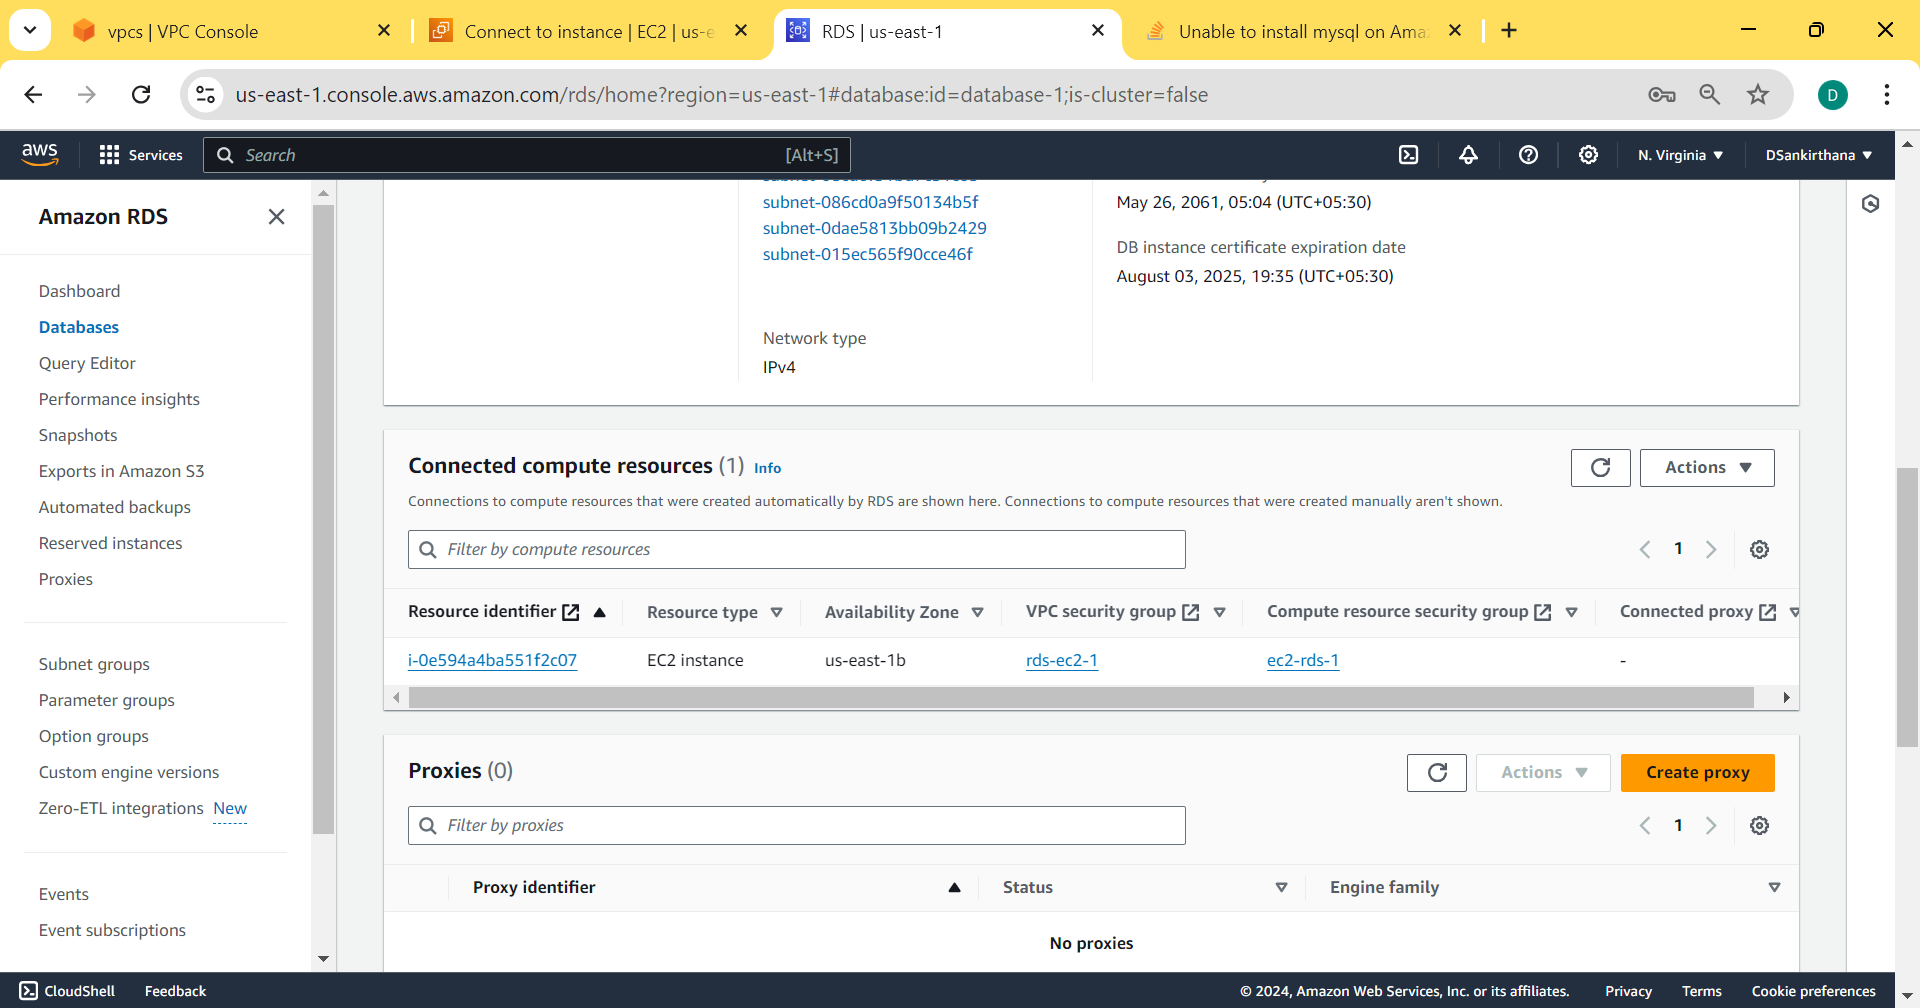 vpcs | VPC Console
Connect to instance | EC2 | us-e
RDS | us-east-1
Unable to install mysql on Ama
us-east-1.console.aws.amazon.com/rds/home?region=us-east-1#database:id=database-1;is-cluster=false
D
aws
Services
Search
[Alt+S]
N. Virginia
DSankirthana
Amazon RDS
Dashboard
Databases
Query Editor
Performance insights
Snapshots
Exports in Amazon S3
Automated backups
Reserved instances
Proxies
Subnet groups
Parameter groups
Option groups
Custom engine versions
Zero-ETL integrations New
Events
Event subscriptions
subnet-086cd0a9f50134b5f
subnet-0dae5813bb09b2429
subnet-015ec565f90cce46f
Network type
IPv4
May 26, 2061, 05:04 (UTC+05:30)
DB instance certificate expiration date
August 03, 2025, 19:35 (UTC+05:30)
Connected compute resources (1) Info
Actions
Connections to compute resources that were created automatically by RDS are shown here. Connections to compute resources that were created manually aren't shown.
Filter by compute resources
1
Resource identifier Resource type Availability Zone VPC security group Compute resource security group Connected proxy
i-0e594a4ba551f2c07 EC2 instance us-east-1b rds-ec2-1 ec2-rds-1 -
Proxies (0)
Actions
Create proxy
Filter by proxies
1
Proxy identifier Status Engine family
No proxies
CloudShell Feedback
© 2024, Amazon Web Services, Inc. or its affiliates. Privacy Terms Cookie preferences